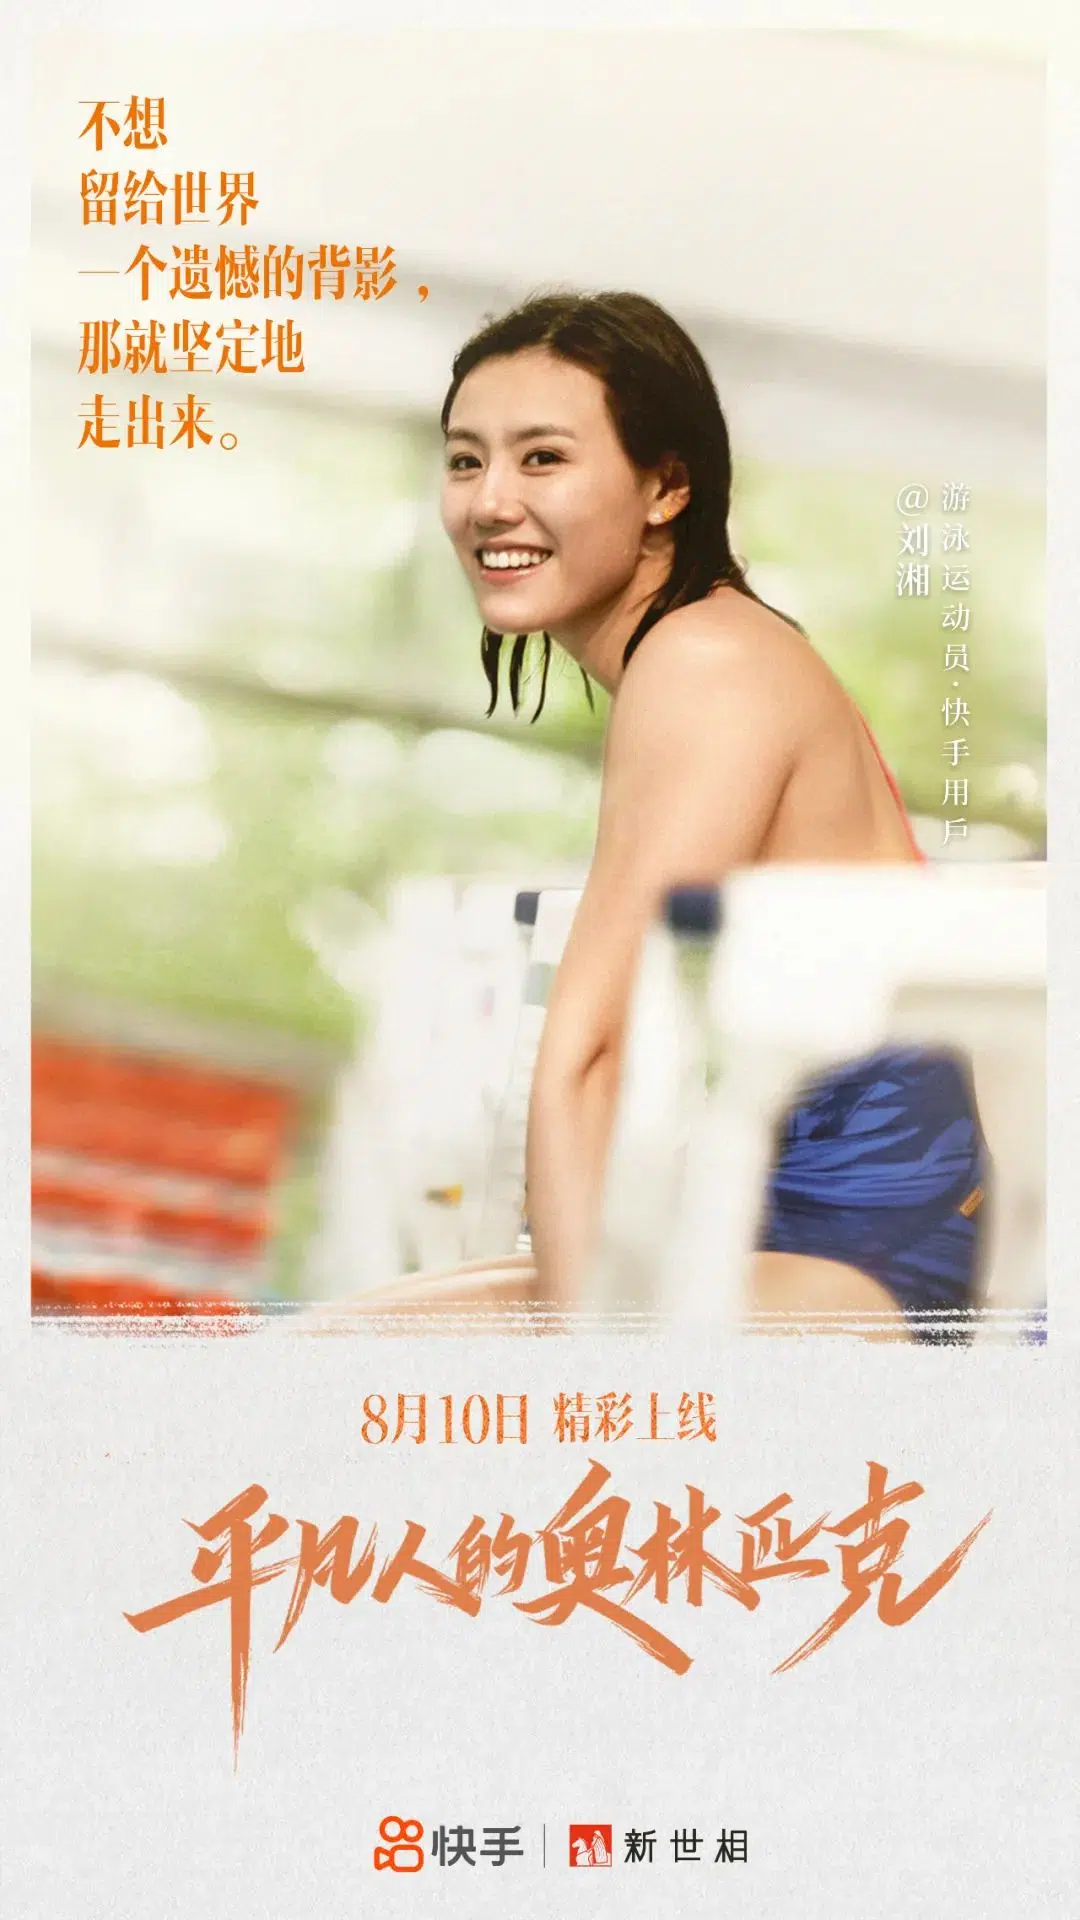 不想
留给世界
一个遗憾的背影，
那就坚定地
走出来。
游泳运动员·快手用戶
@刘湘
8月10日 精彩上线
平凡人的奥林匹克
快手 | 新世相